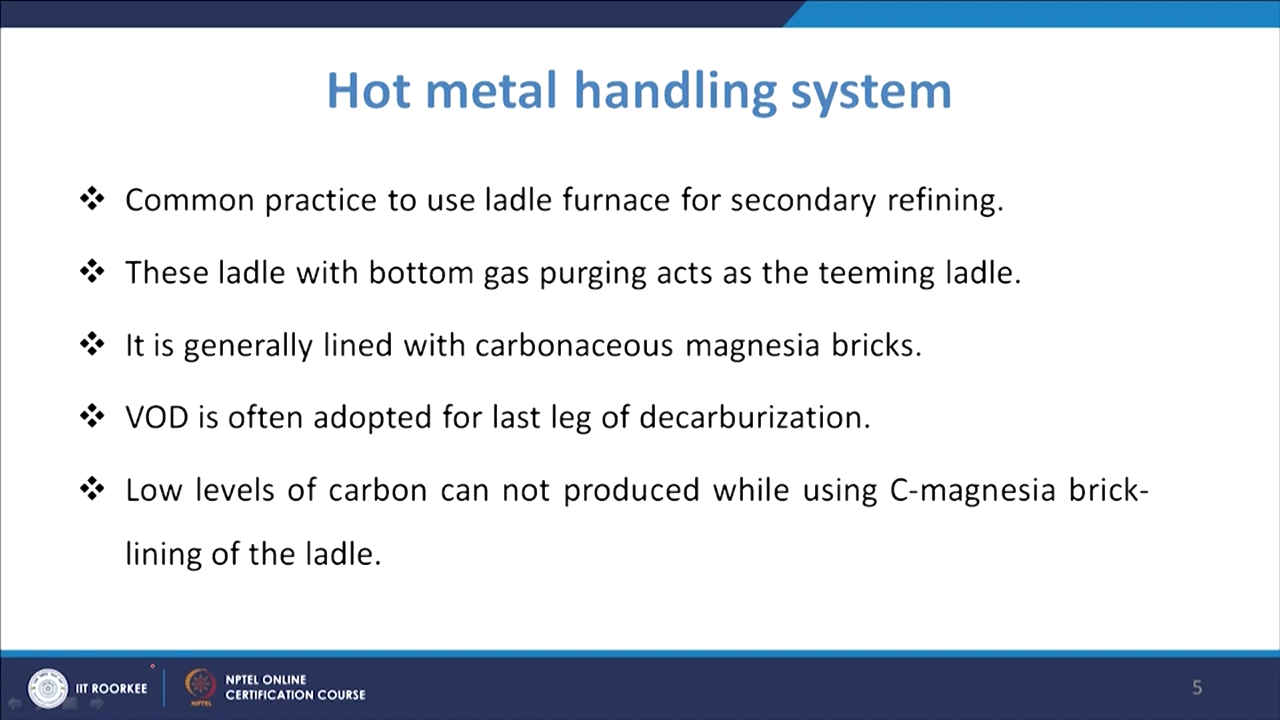 Hot metal handling system
❖ Common practice to use ladle furnace for secondary refining.
❖ These ladle with bottom gas purging acts as the teeming ladle.
❖ It is generally lined with carbonaceous magnesia bricks.
❖ VOD is often adopted for last leg of decarburization.
❖ Low levels of carbon can not produced while using C-magnesia brick-
lining of the ladle.
IIT ROORKEE
NPTEL
NPTEL ONLINE
CERTIFICATION COURSE
5